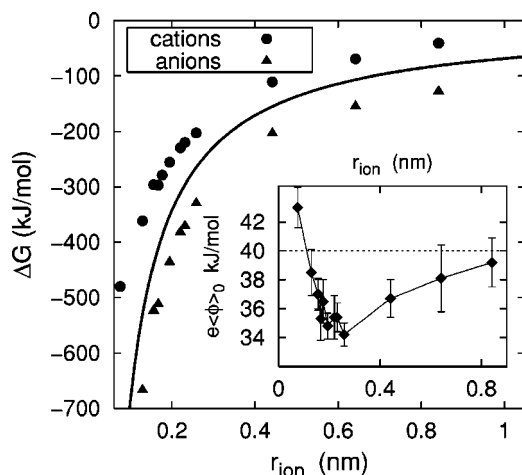 0
−100
−200
−300
−400
−500
−600
−700
ΔG (kJ/mol)
cations
anions
r_ion (nm)
42
40
38
36
34
e<ϕ>_0 kJ/mol
0 0.4 0.8
0.2 0.4 0.6 0.8 1
r_ion (nm)